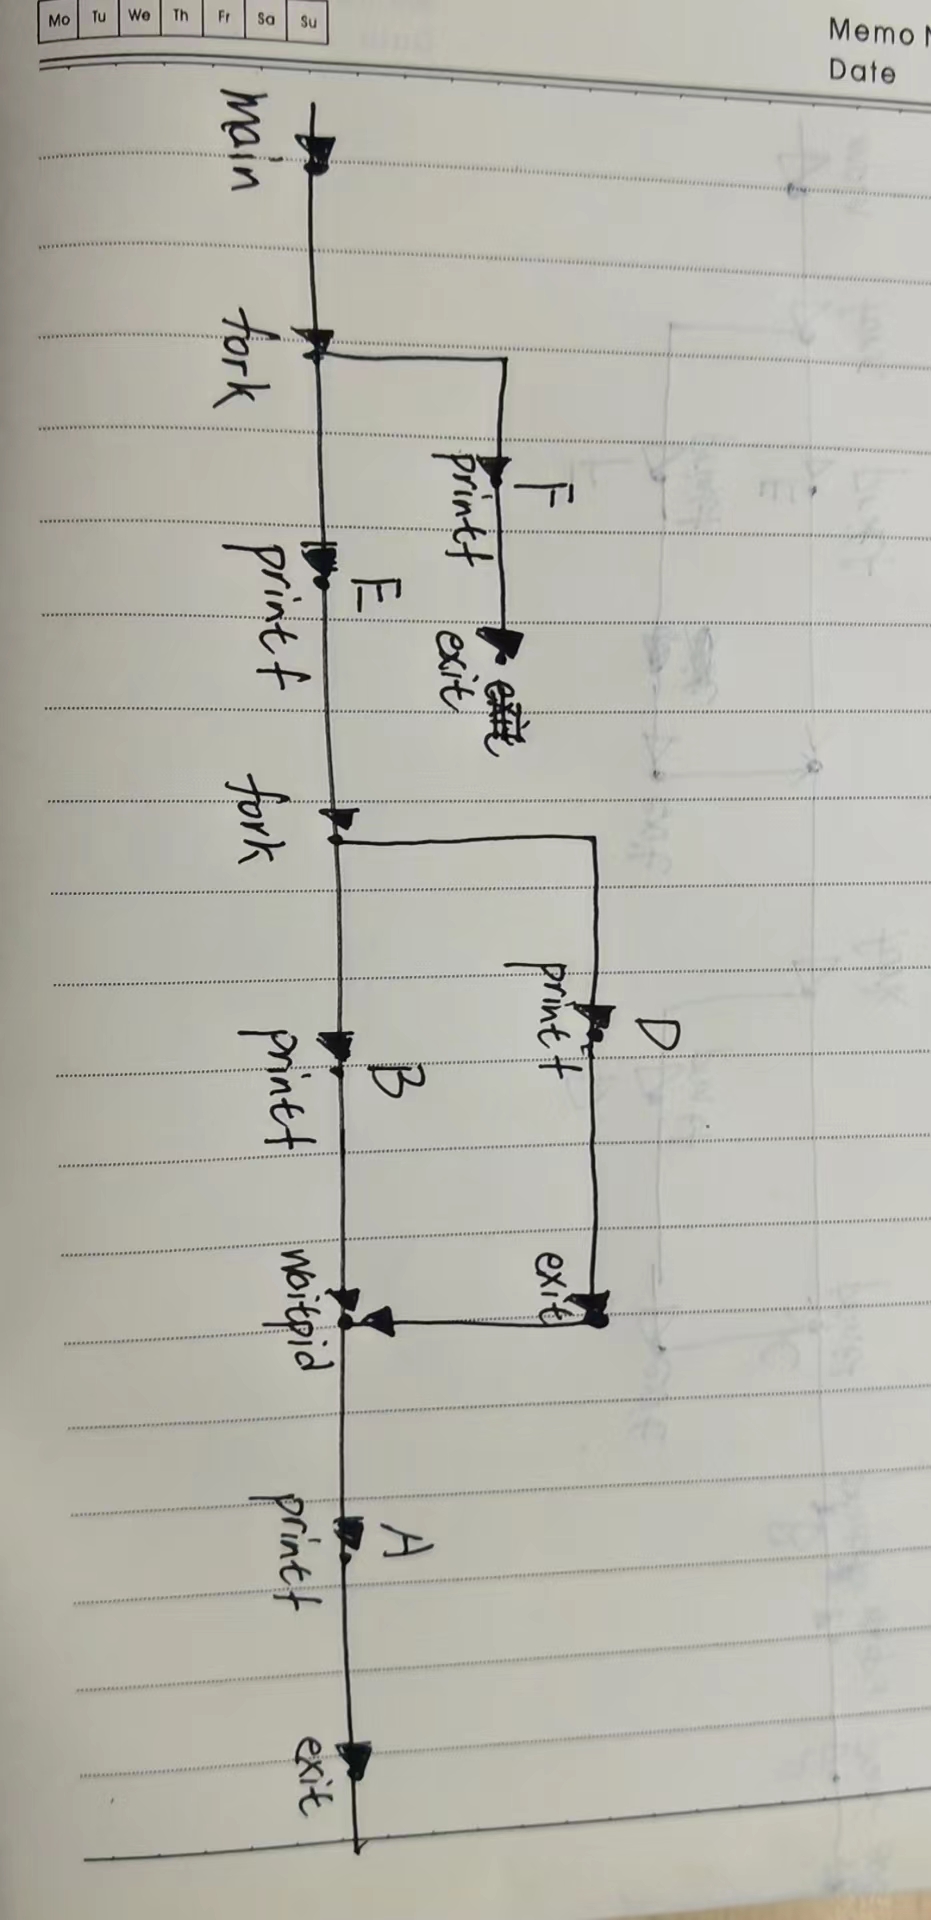 Memo
Date
Mo Tu We Th Fr Sa Su
D
printf
exit
F
printf
exit
E
B
A
main
fork
printf
fork
printf
waitpid
printf
exit